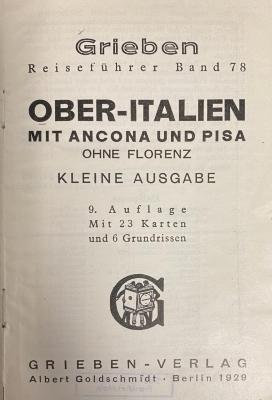 Grieben
Reiseführer Band 78
OBER-ITALIEN
MIT ANCONA UND PISA
OHNE FLORENZ
KLEINE AUSGABE
9. Auflage
Mit 23 Karten
und 6 Grundrissen
G
GRIEBEN-VERLAG
Albert Goldschmidt · Berlin 1929